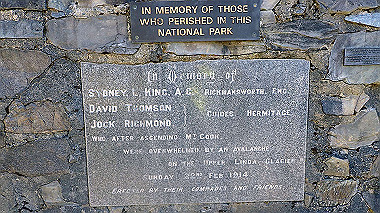 IN MEMORY OF THOSE
WHO PERISHED IN THIS
NATIONAL PARK
In Memory of
SYDNEY L. KING, A.C. RICKMANSWORTH, ENG.
DAVID THOMSON
GUIDES HERMITAGE
JOCK RICHMOND
WHO AFTER ASCENDING MT COOK,
WERE OVERWHELMED BY AN AVALANCHE
ON THE UPPER LINDA GLACIER
SUNDAY 22ND FEB. 1914.
ERECTED BY THEIR COMRADES AND FRIENDS.